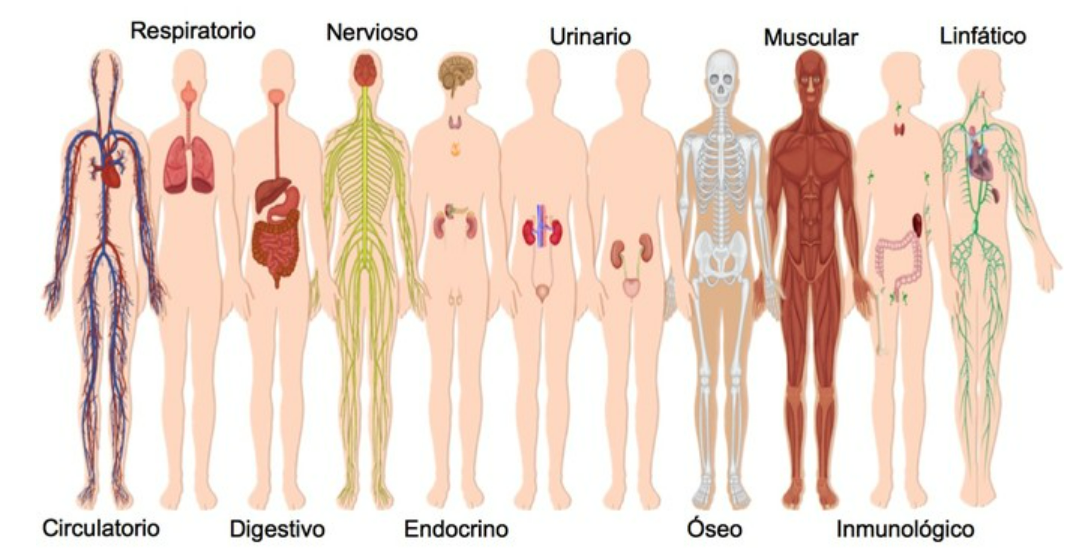 Respiratorio
Nervioso
Urinario
Muscular
Linfático
Circulatorio
Digestivo
Endocrino
Óseo
Inmunológico